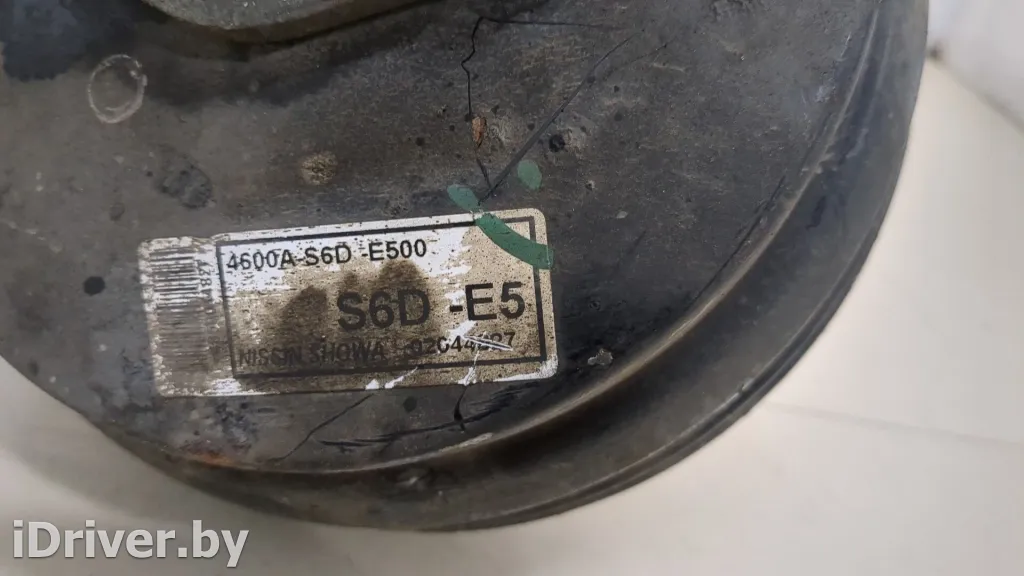 4600A-S6D -E500
S6D -E5
NISSIN SHOWA
iDriver.by